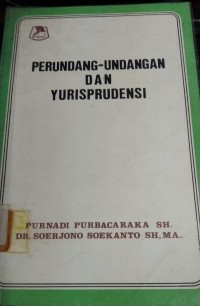 PERUNDANG-UNDANGAN
DAN
YURISPRUDENSI
PURNADI PURBACARAKA SH.
DR. SOERJONO SOEKANTO SH, MA.